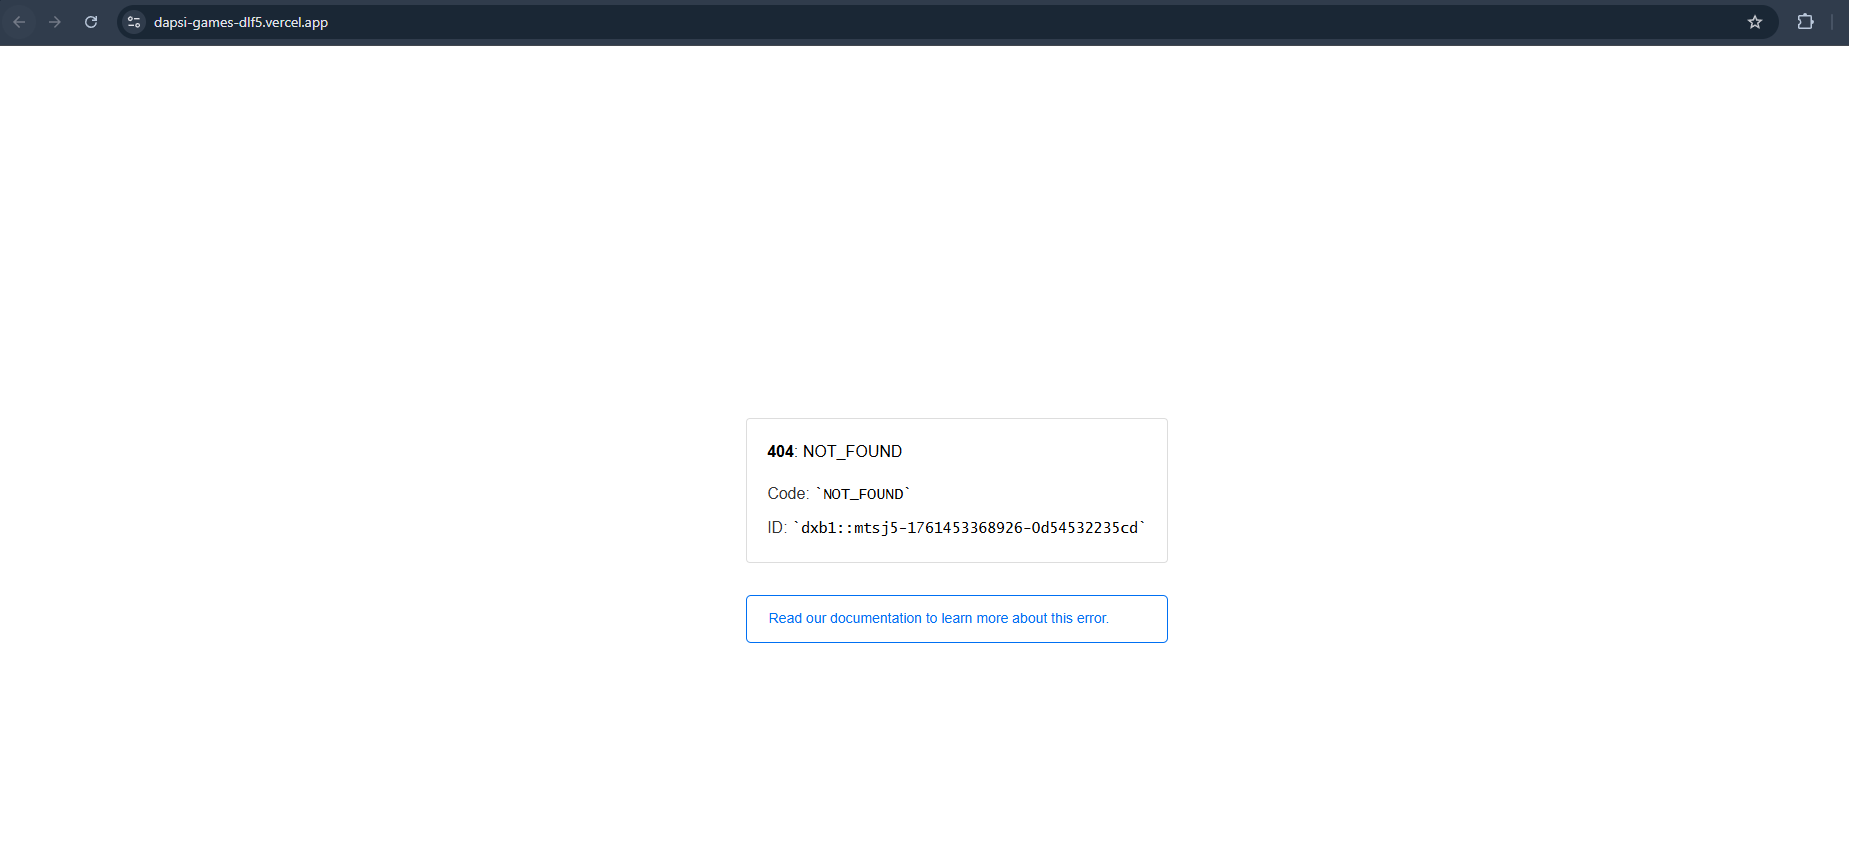 dapsi-games-dlf5.vercel.app
404: NOT_FOUND
Code: `NOT_FOUND`
ID: `dxb1::mtsj5-1761453368926-0d54532235cd`
Read our documentation to learn more about this error.